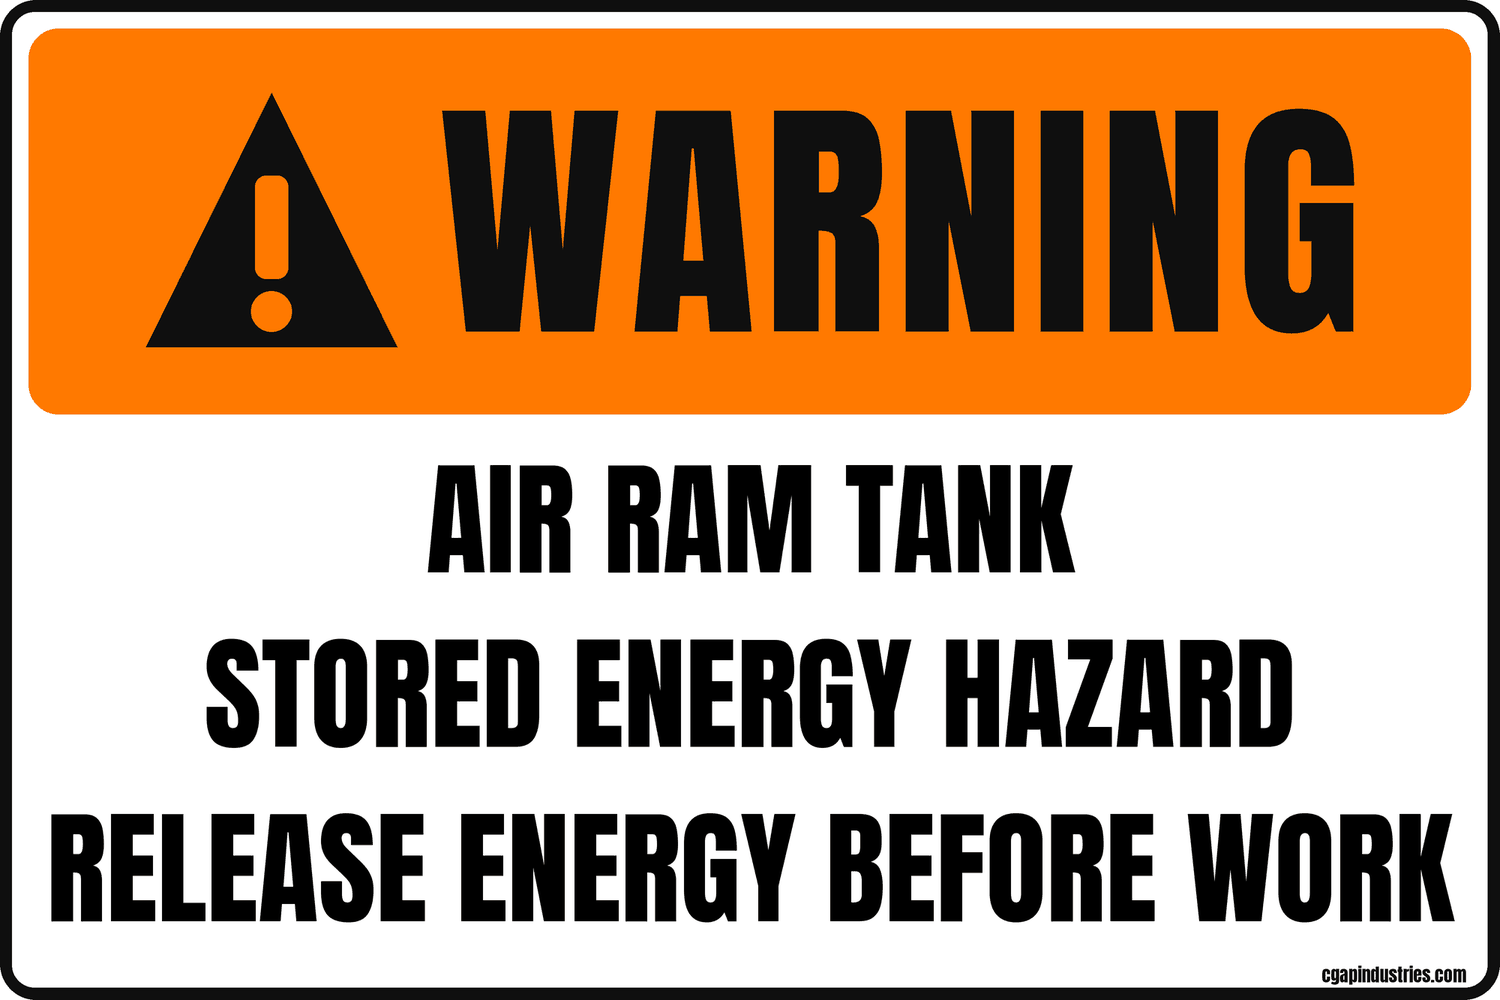 WARNING
AIR RAM TANK
STORED ENERGY HAZARD
RELEASE ENERGY BEFORE WORK
cgapindustries.com